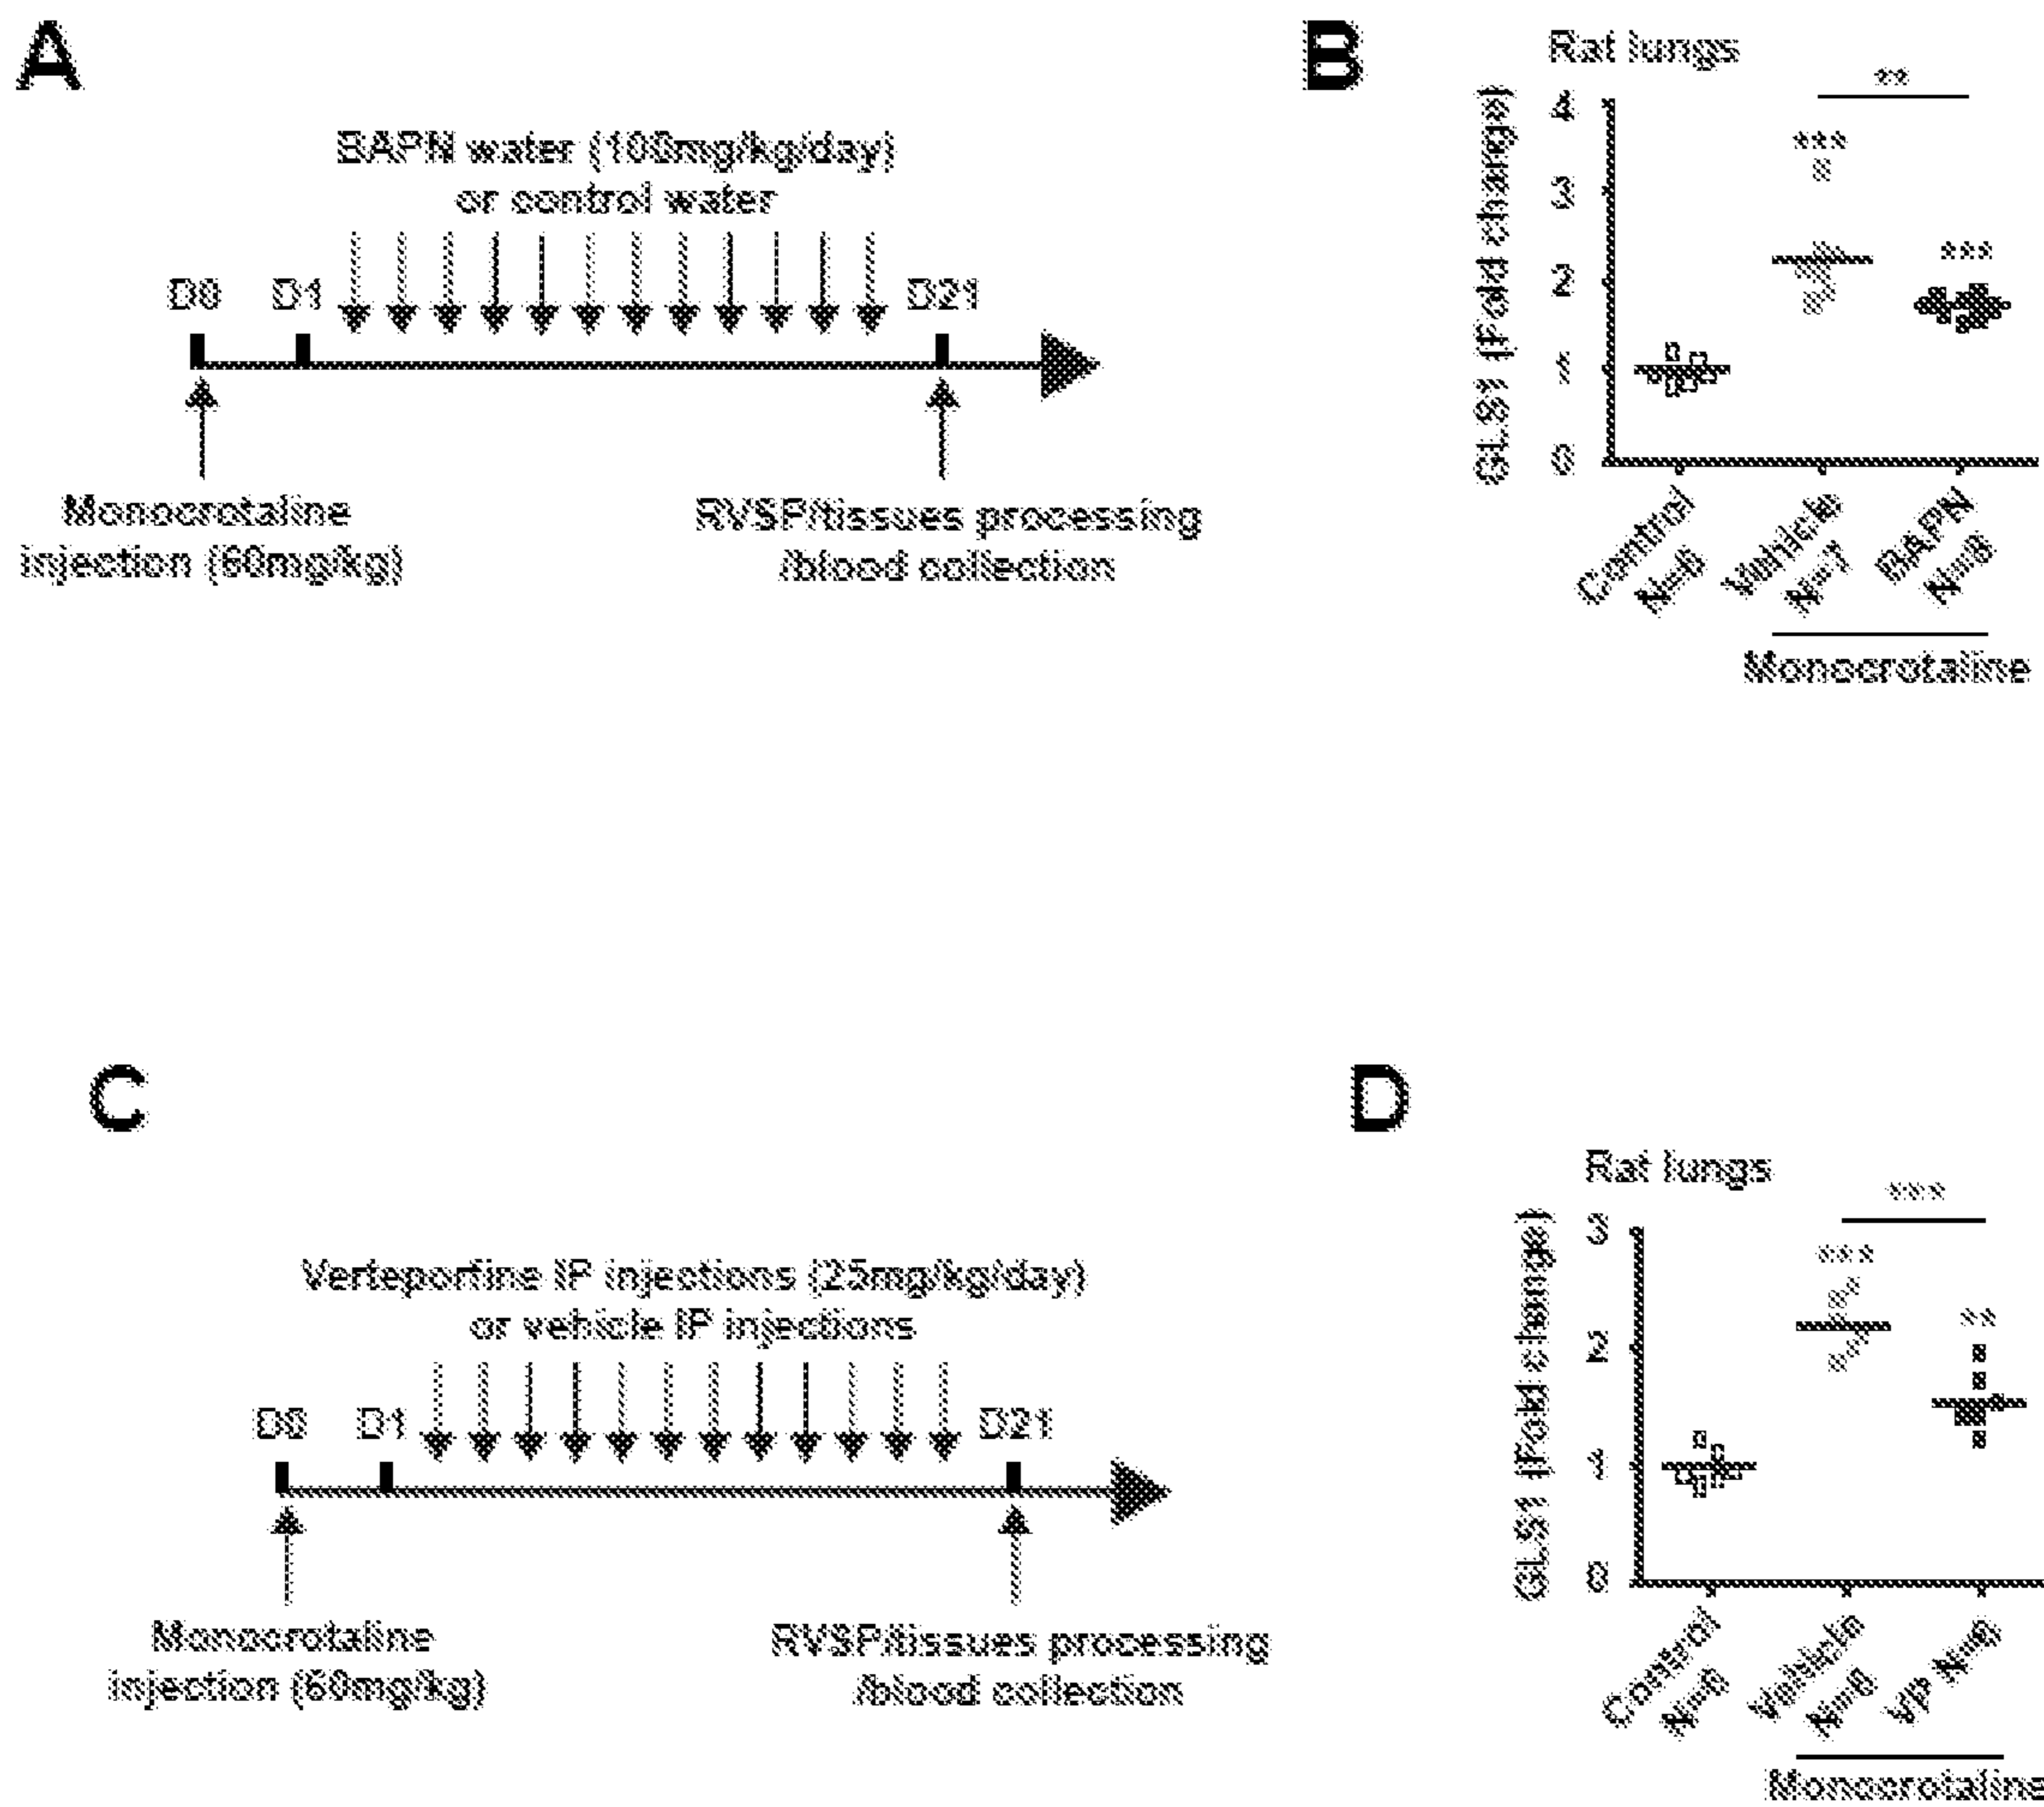 A
BAPN water (100mg/kg/day)
or control water
D0
D1
D21
Monocrotaline
injection (60mg/kg)
RVSP/tissues processing
/blood collection
B
Rat lungs
**
***
***
GLS1 (Fold change)
4
3
2
1
0
Control
N=6
Vehicle
N=7
BAPN
N=8
Monocrotaline
C
Verteporfine IP injections (25mg/kg/day)
or vehicle IP injections
D0
D1
D21
Monocrotaline
injection (60mg/kg)
RVSP/tissues processing
/blood collection
D
Rat lungs
***
***
**
GLS1 (Fold change)
3
2
1
0
Control
Vehicle
VP
Monocrotaline